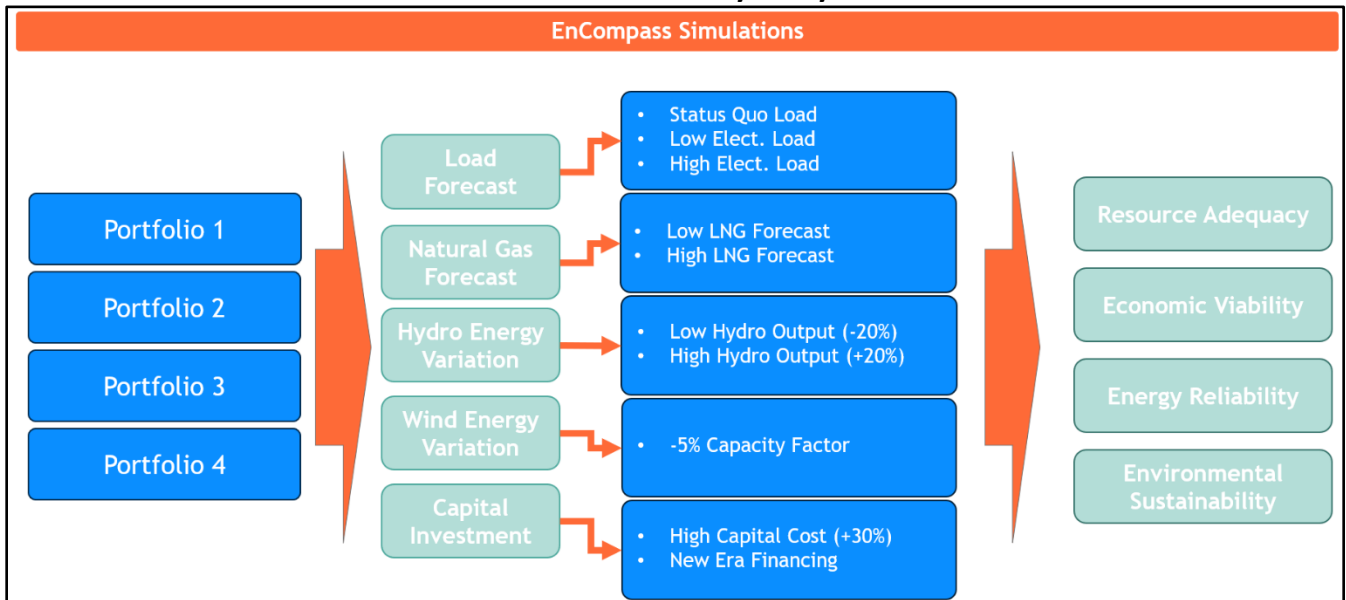 EnCompass Simulations
Portfolio 1
Portfolio 2
Portfolio 3
Portfolio 4
Load
Forecast
Natural Gas
Forecast
Hydro Energy
Variation
Wind Energy
Variation
Capital
Investment
• Status Quo Load
• Low Elect. Load
• High Elect. Load
• Low LNG Forecast
• High LNG Forecast
• Low Hydro Output (-20%)
• High Hydro Output (+20%)
• -5% Capacity Factor
• High Capital Cost (+30%)
• New Era Financing
Resource Adequacy
Economic Viability
Energy Reliability
Environmental
Sustainability